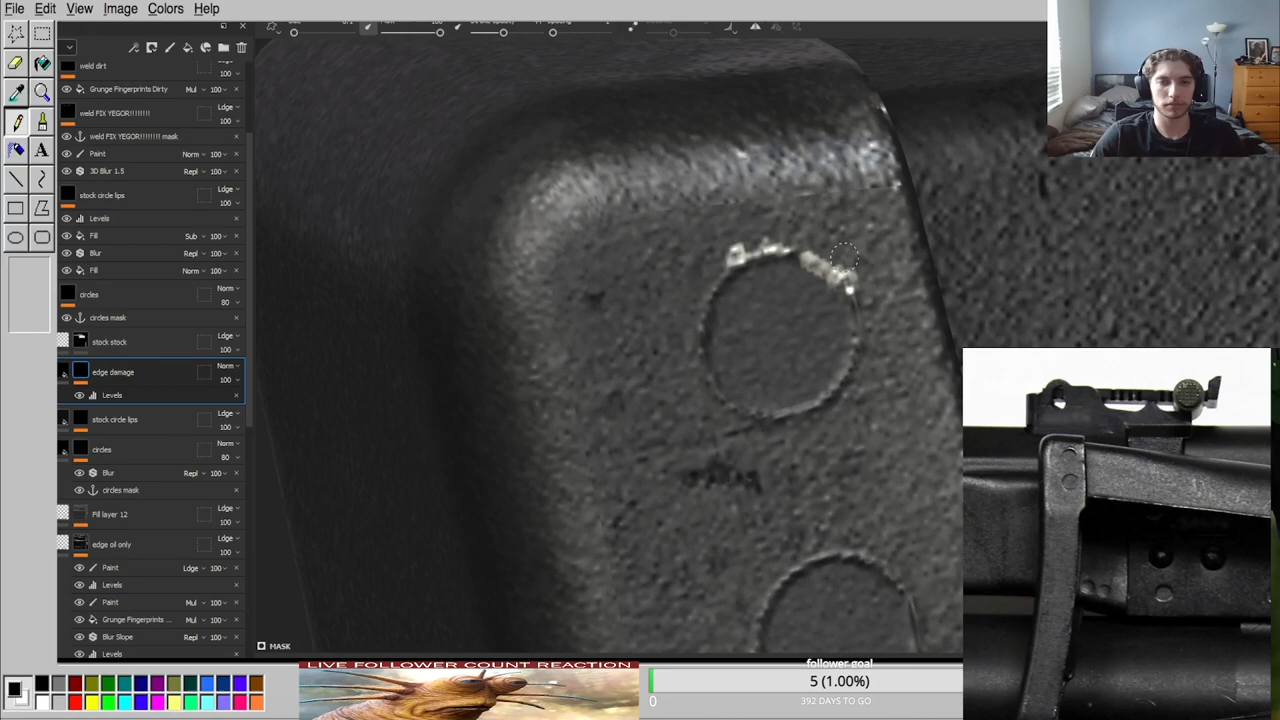 File Edit View Image Colors Help
weld dirt 100
Grunge Fingerprints Dirty Mul 100
weld FIX YEGOR!!!!!!!! Ldge 100
weld FIX YEGOR!!!!!!!! mask
Paint Norm 100
3D Blur 1.5 Repl 100
stock circle lips Ldge 100
Levels
Fill Sub 100
Blur Repl 100
Fill Norm 100
circles Norm 80
circles mask
stock stock Ldge 100
edge damage Norm 100
Levels
stock circle lips Ldge 100
circles Norm 80
Blur Repl 100
circles mask
Fill layer 12 Ldge 100
edge oil only Ldge 100
Paint Ldge 100
Levels
Paint Mul 100
Grunge Fingerprints ... Mul 100
Blur Slope Repl 100
Levels
MASK
LIVE FOLLOWER COUNT REACTION
follower goal
5 (1.00%)
0
392 DAYS TO GO